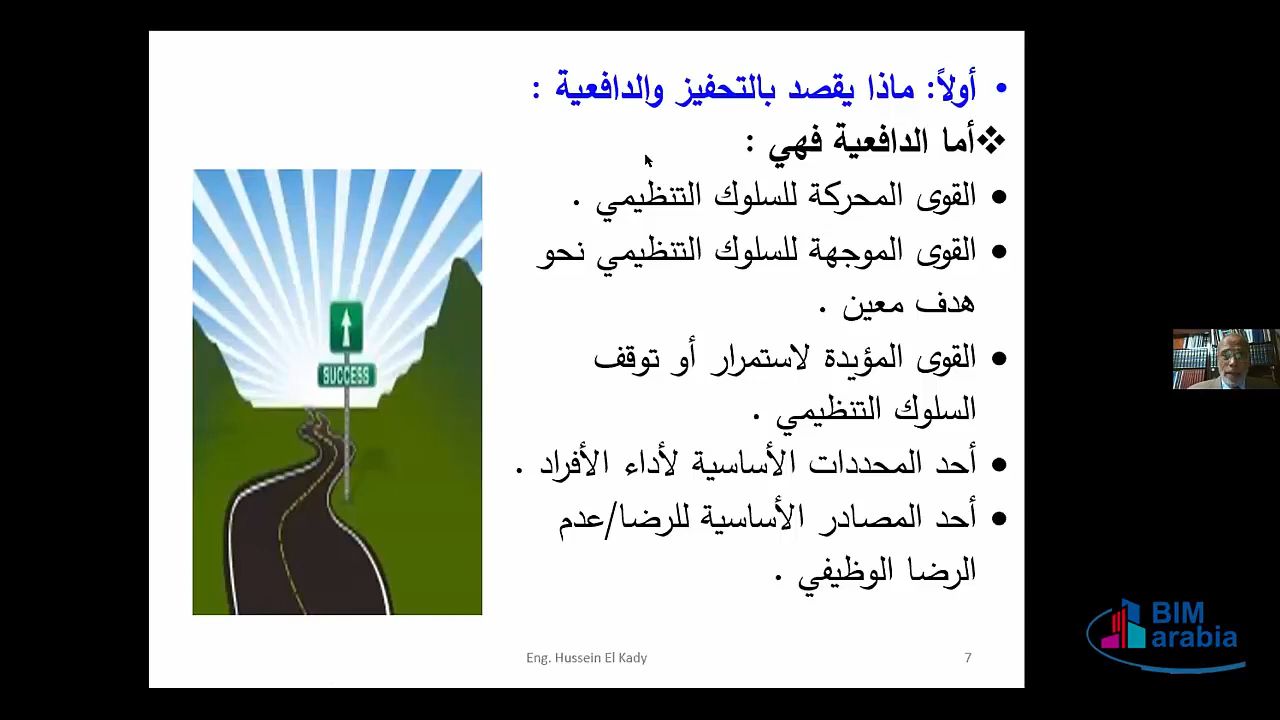 • أولاً: ماذا يقصد بالتحفيز والدافعية :
❖ أما الدافعية فهي :
• القوى المحركة للسلوك التنظيمي .
• القوى الموجهة للسلوك التنظيمي نحو
هدف معين .
• القوى المؤيدة لاستمرار أو توقف
السلوك التنظيمي .
• أحد المحددات الأساسية لأداء الأفراد .
• أحد المصادر الأساسية للرضا/عدم
الرضا الوظيفي .
SUCCESS
Eng. Hussein El Kady
7
BIM
arabia